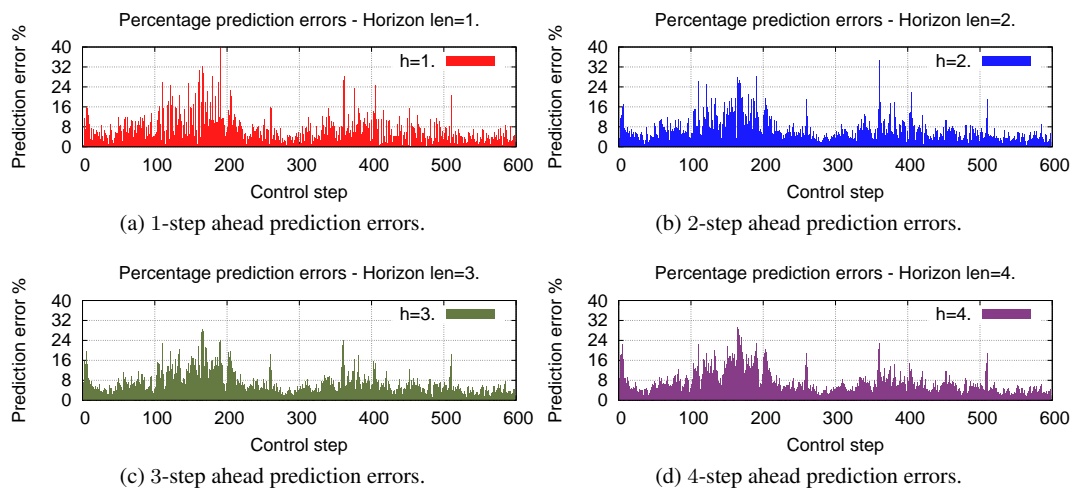 Percentage prediction errors - Horizon len=1.
Prediction error %
40
32
24
16
8
0
h=1.
0 100 200 300 400 500 600
Control step
(a) 1-step ahead prediction errors.
Percentage prediction errors - Horizon len=2.
Prediction error %
40
32
24
16
8
0
h=2.
0 100 200 300 400 500 600
Control step
(b) 2-step ahead prediction errors.
Percentage prediction errors - Horizon len=3.
Prediction error %
40
32
24
16
8
0
h=3.
0 100 200 300 400 500 600
Control step
(c) 3-step ahead prediction errors.
Percentage prediction errors - Horizon len=4.
Prediction error %
40
32
24
16
8
0
h=4.
0 100 200 300 400 500 600
Control step
(d) 4-step ahead prediction errors.